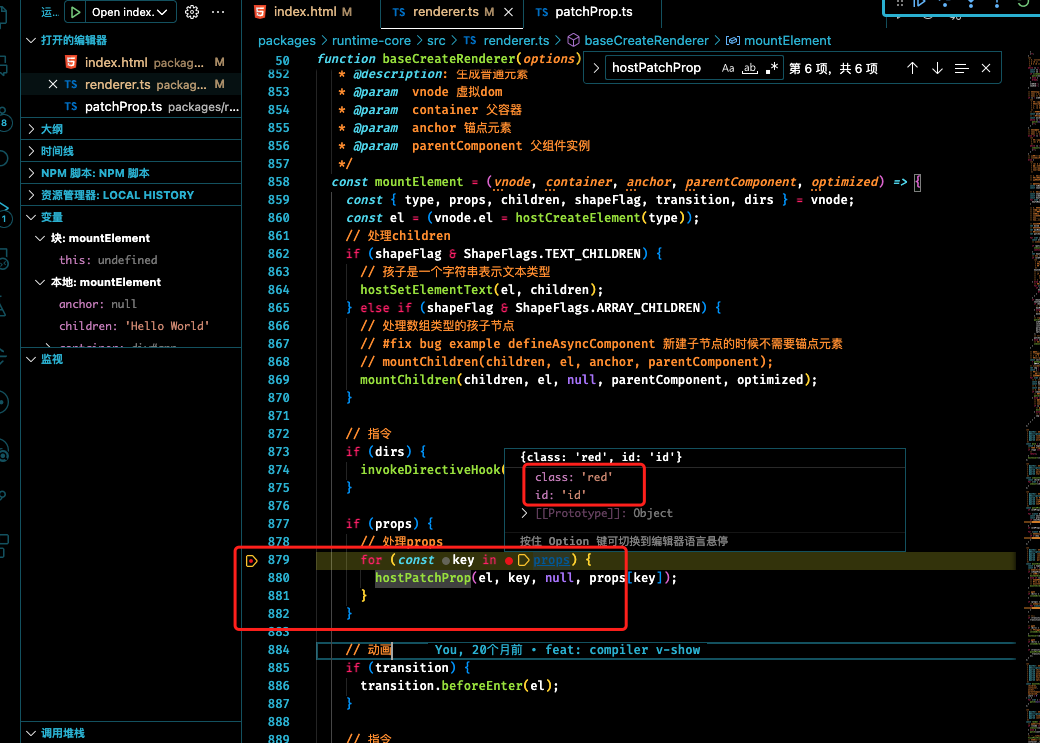 运…
Open index.
index.html M
TS renderer.ts M
TS patchProp.ts
打开的编辑器
index.html packag... M
TS renderer.ts packag... M
TS patchProp.ts packages/r...
大纲
时间线
NPM 脚本: NPM 脚本
资源管理器: LOCAL HISTORY
变量
块: mountElement
this: undefined
本地: mountElement
anchor: null
children: 'Hello World'
监视
调用堆栈
8
1
packages > runtime-core > src > TS renderer.ts > baseCreateRenderer > mountElement
hostPatchProp Aa ab .* 第 6 项, 共 6 项
50 function baseCreateRenderer(options)
852 * @description: 生成普通元素
853 * @param vnode 虚拟dom
854 * @param container 父容器
855 * @param anchor 锚点元素
856 * @param parentComponent 父组件实例
857 */
858 const mountElement = (vnode, container, anchor, parentComponent, optimized) => {
859 const { type, props, children, shapeFlag, transition, dirs } = vnode;
860 const el = (vnode.el = hostCreateElement(type));
861 // 处理children
862 if (shapeFlag & ShapeFlags.TEXT_CHILDREN) {
863 // 孩子是一个字符串表示文本类型
864 hostSetElementText(el, children);
865 } else if (shapeFlag & ShapeFlags.ARRAY_CHILDREN) {
866 // 处理数组类型的孩子节点
867 // #fix bug example defineAsyncComponent 新建子节点的时候不需要锚点元素
868 // mountChildren(children, el, anchor, parentComponent);
869 mountChildren(children, el, null, parentComponent, optimized);
870 }
871
872 // 指令
873 if (dirs) {
874 invokeDirectiveHook(
875 }
876
877 if (props) {
878 // 处理props
879 for (const key in props) {
880 hostPatchProp(el, key, null, props[key]);
881 }
882 }
883
884 // 动画 You, 20个月前 • feat: compiler v-show
885 if (transition) {
886 transition.beforeEnter(el);
887 }
888
889 // 指令
{class: 'red', id: 'id'}
class: 'red'
id: 'id'
[[Prototype]]: Object
按住 Option 键可切换到编辑器语言悬停